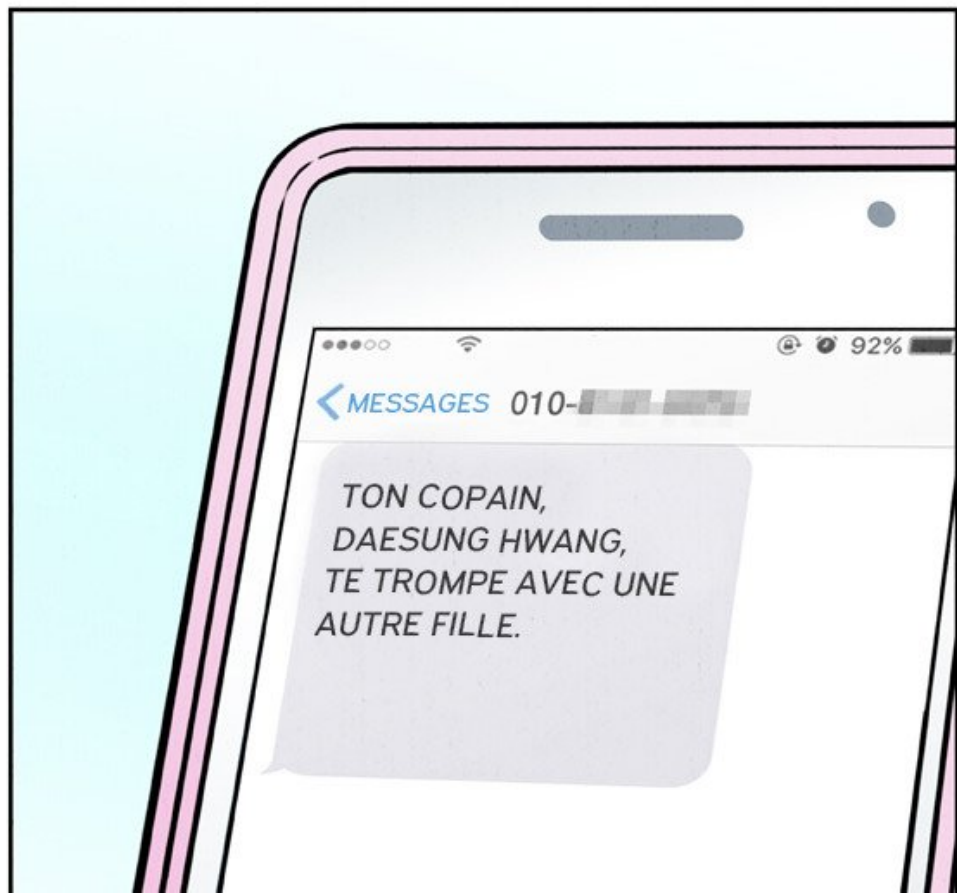 92%
MESSAGES 010-
TON COPAIN,
DAESUNG HWANG,
TE TROMPE AVEC UNE
AUTRE FILLE.